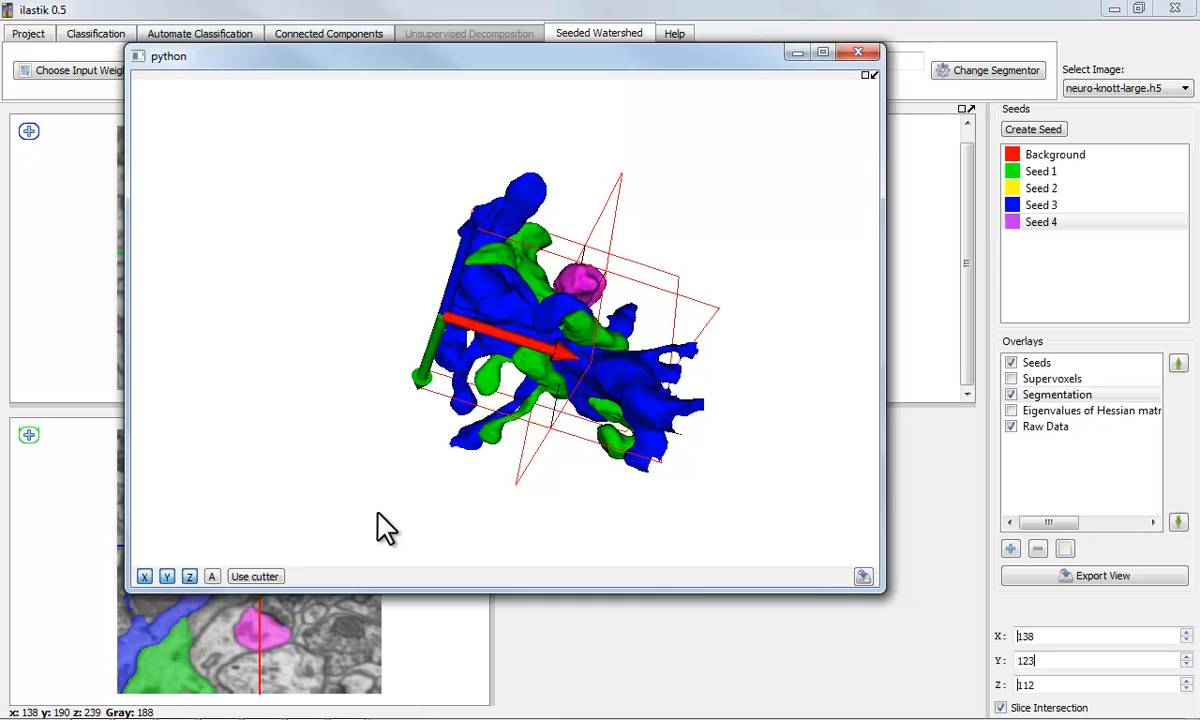 ilastik 0.5
Project Classification Automate Classification Connected Components Unsupervised Decomposition Seeded Watershed Help
python
Choose Input Weigh
Change Segmentor
Select Image:
neuro-knott-large.h5
Seeds
Create Seed
Background
Seed 1
Seed 2
Seed 3
Seed 4
Overlays
Seeds
Supervoxels
Segmentation
Eigenvalues of Hessian matr
Raw Data
Export View
X Y Z A Use cutter
X: 138
Y: 123
Z: 112
Slice Intersection
x: 138 y: 190 z: 239 Gray: 188